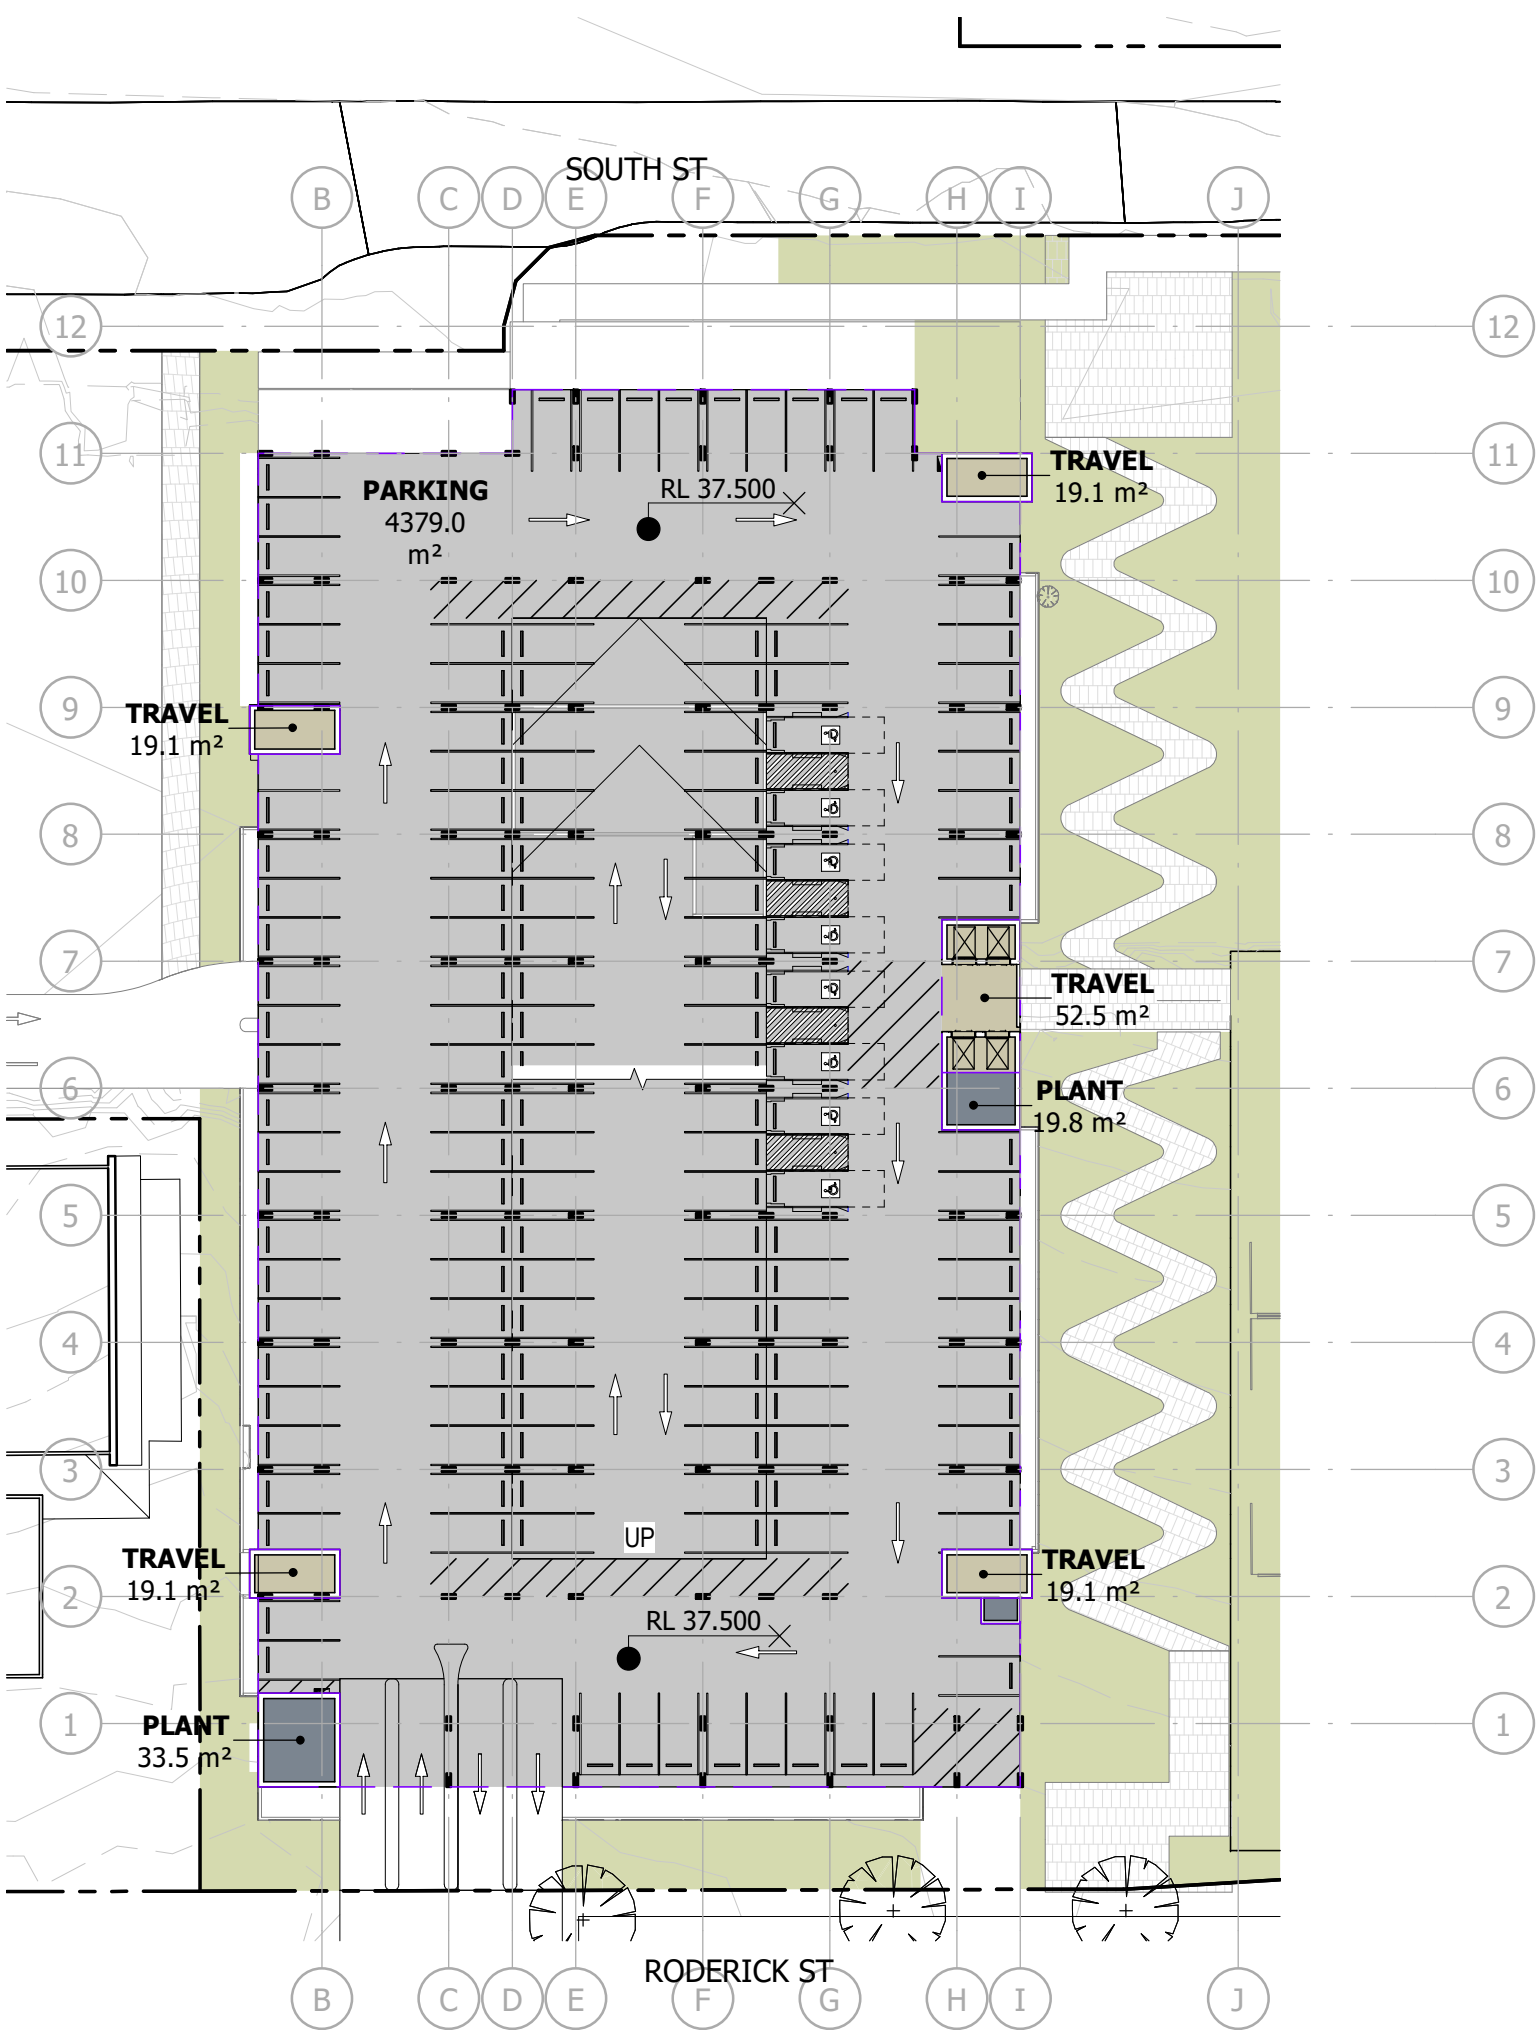 SOUTH ST
B C D E F G H I J
12 12
11 11
TRAVEL
19.1 m²
PARKING
4379.0
m²
RL 37.500
10 10
9 9
TRAVEL
19.1 m²
8 8
7 7
TRAVEL
52.5 m²
6 6
PLANT
19.8 m²
5 5
4 4
3 3
UP
TRAVEL
19.1 m²
TRAVEL
19.1 m²
2 2
RL 37.500
1 1
PLANT
33.5 m²
RODERICK ST
B C D E F G H I J